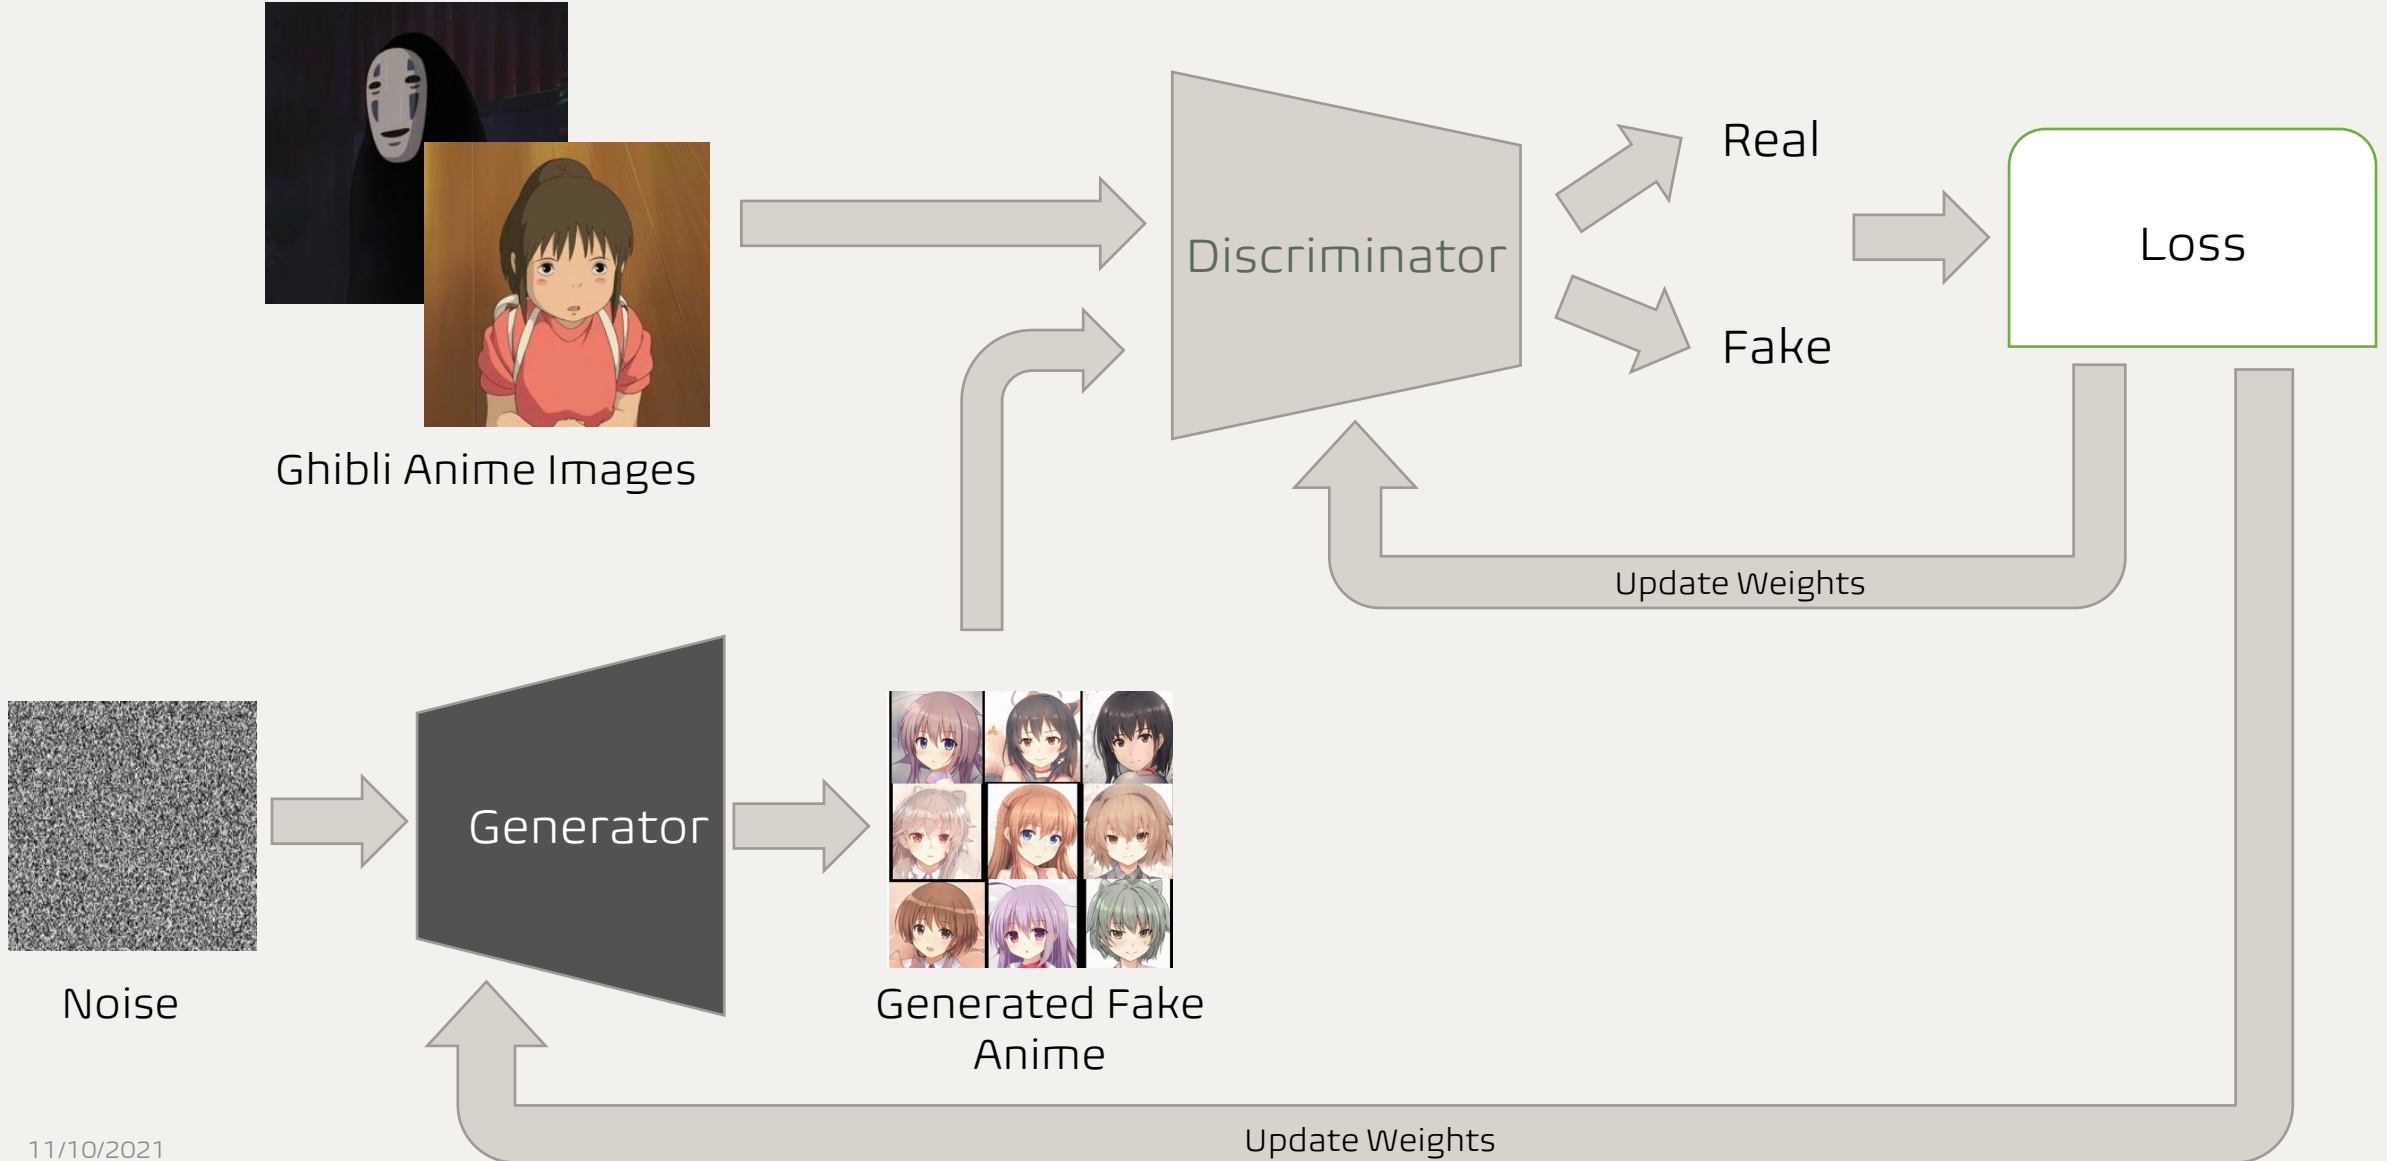 Real
Discriminator
Loss
Fake
Ghibli Anime Images
Update Weights
Generator
Noise
Generated Fake
Anime
Update Weights
11/10/2021